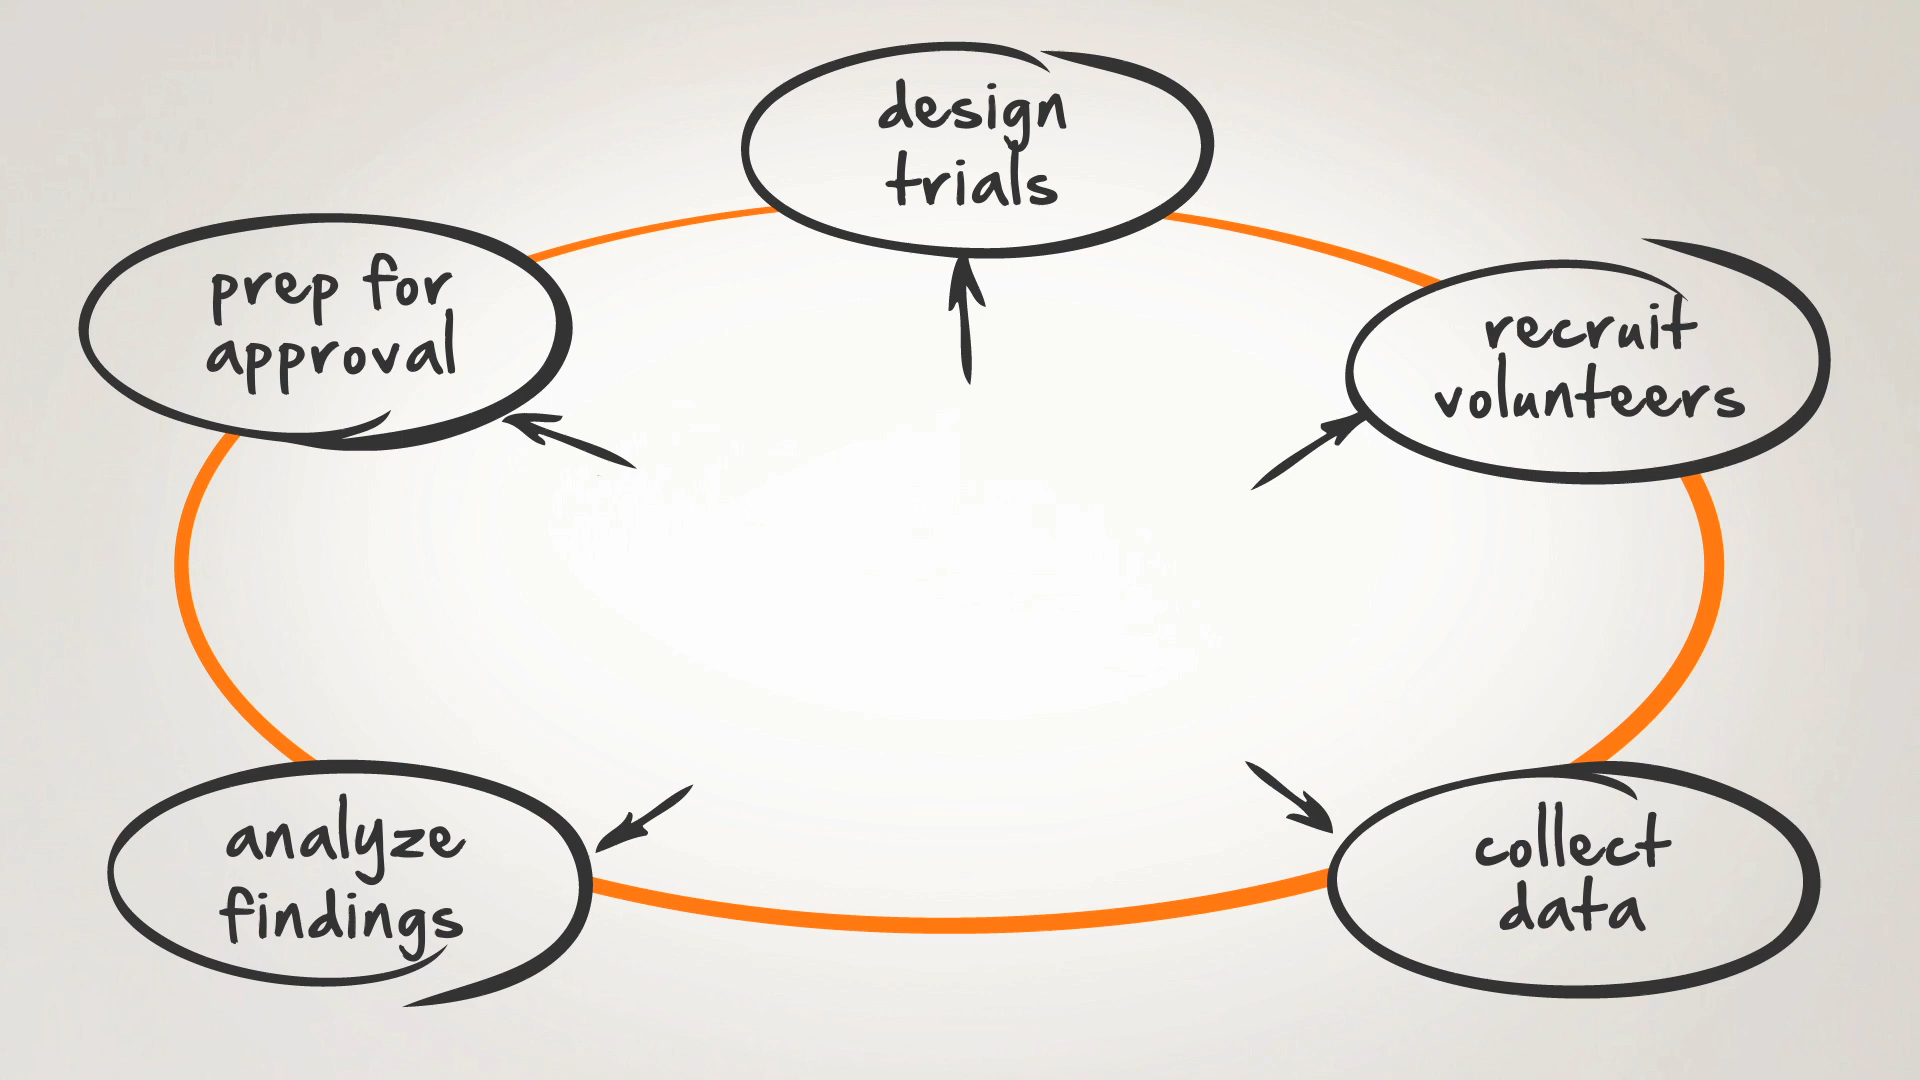 design
trials
prep for
approval
recruit
volunteers
analyze
findings
collect
data